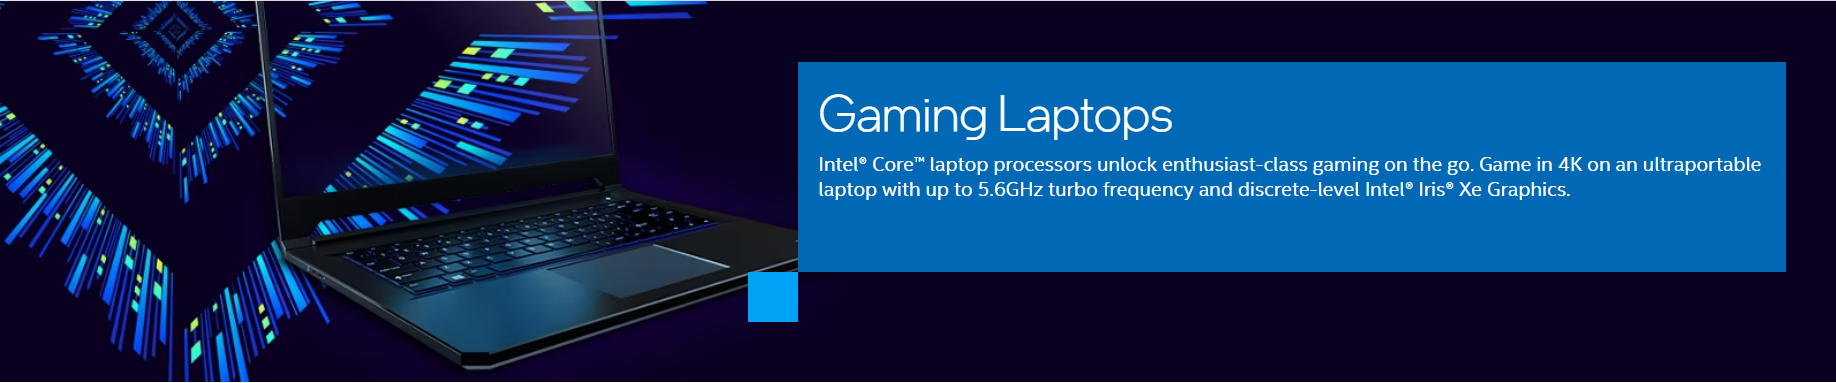 Gaming Laptops
Intel® Core™ laptop processors unlock enthusiast-class gaming on the go. Game in 4K on an ultraportable
laptop with up to 5.6GHz turbo frequency and discrete-level Intel® Iris® Xe Graphics.